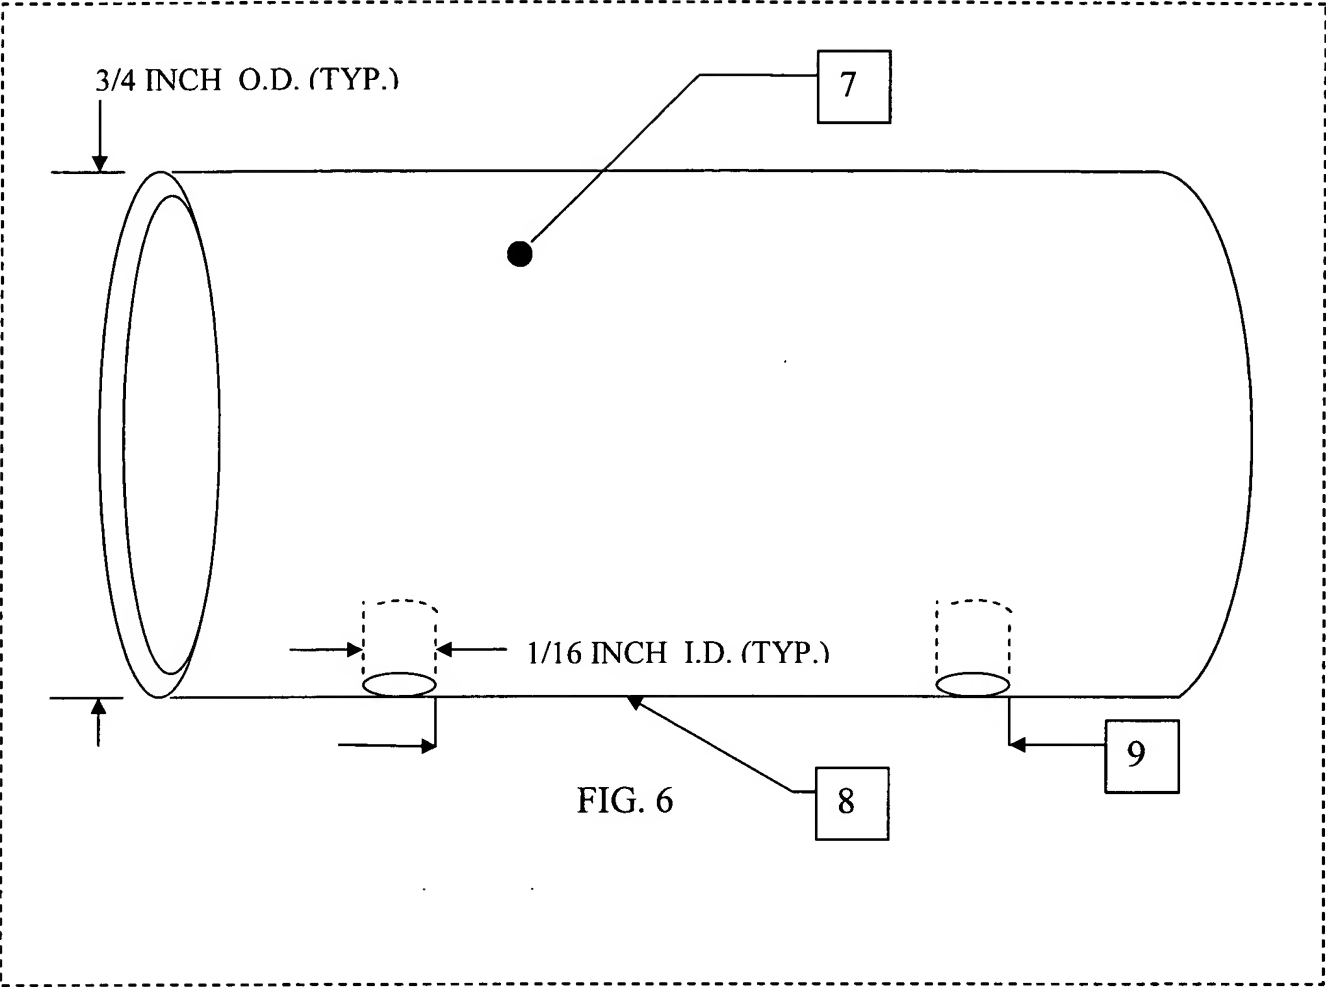 3/4 INCH O.D. (TYP.)
7
1/16 INCH I.D. (TYP.)
9
8
FIG. 6